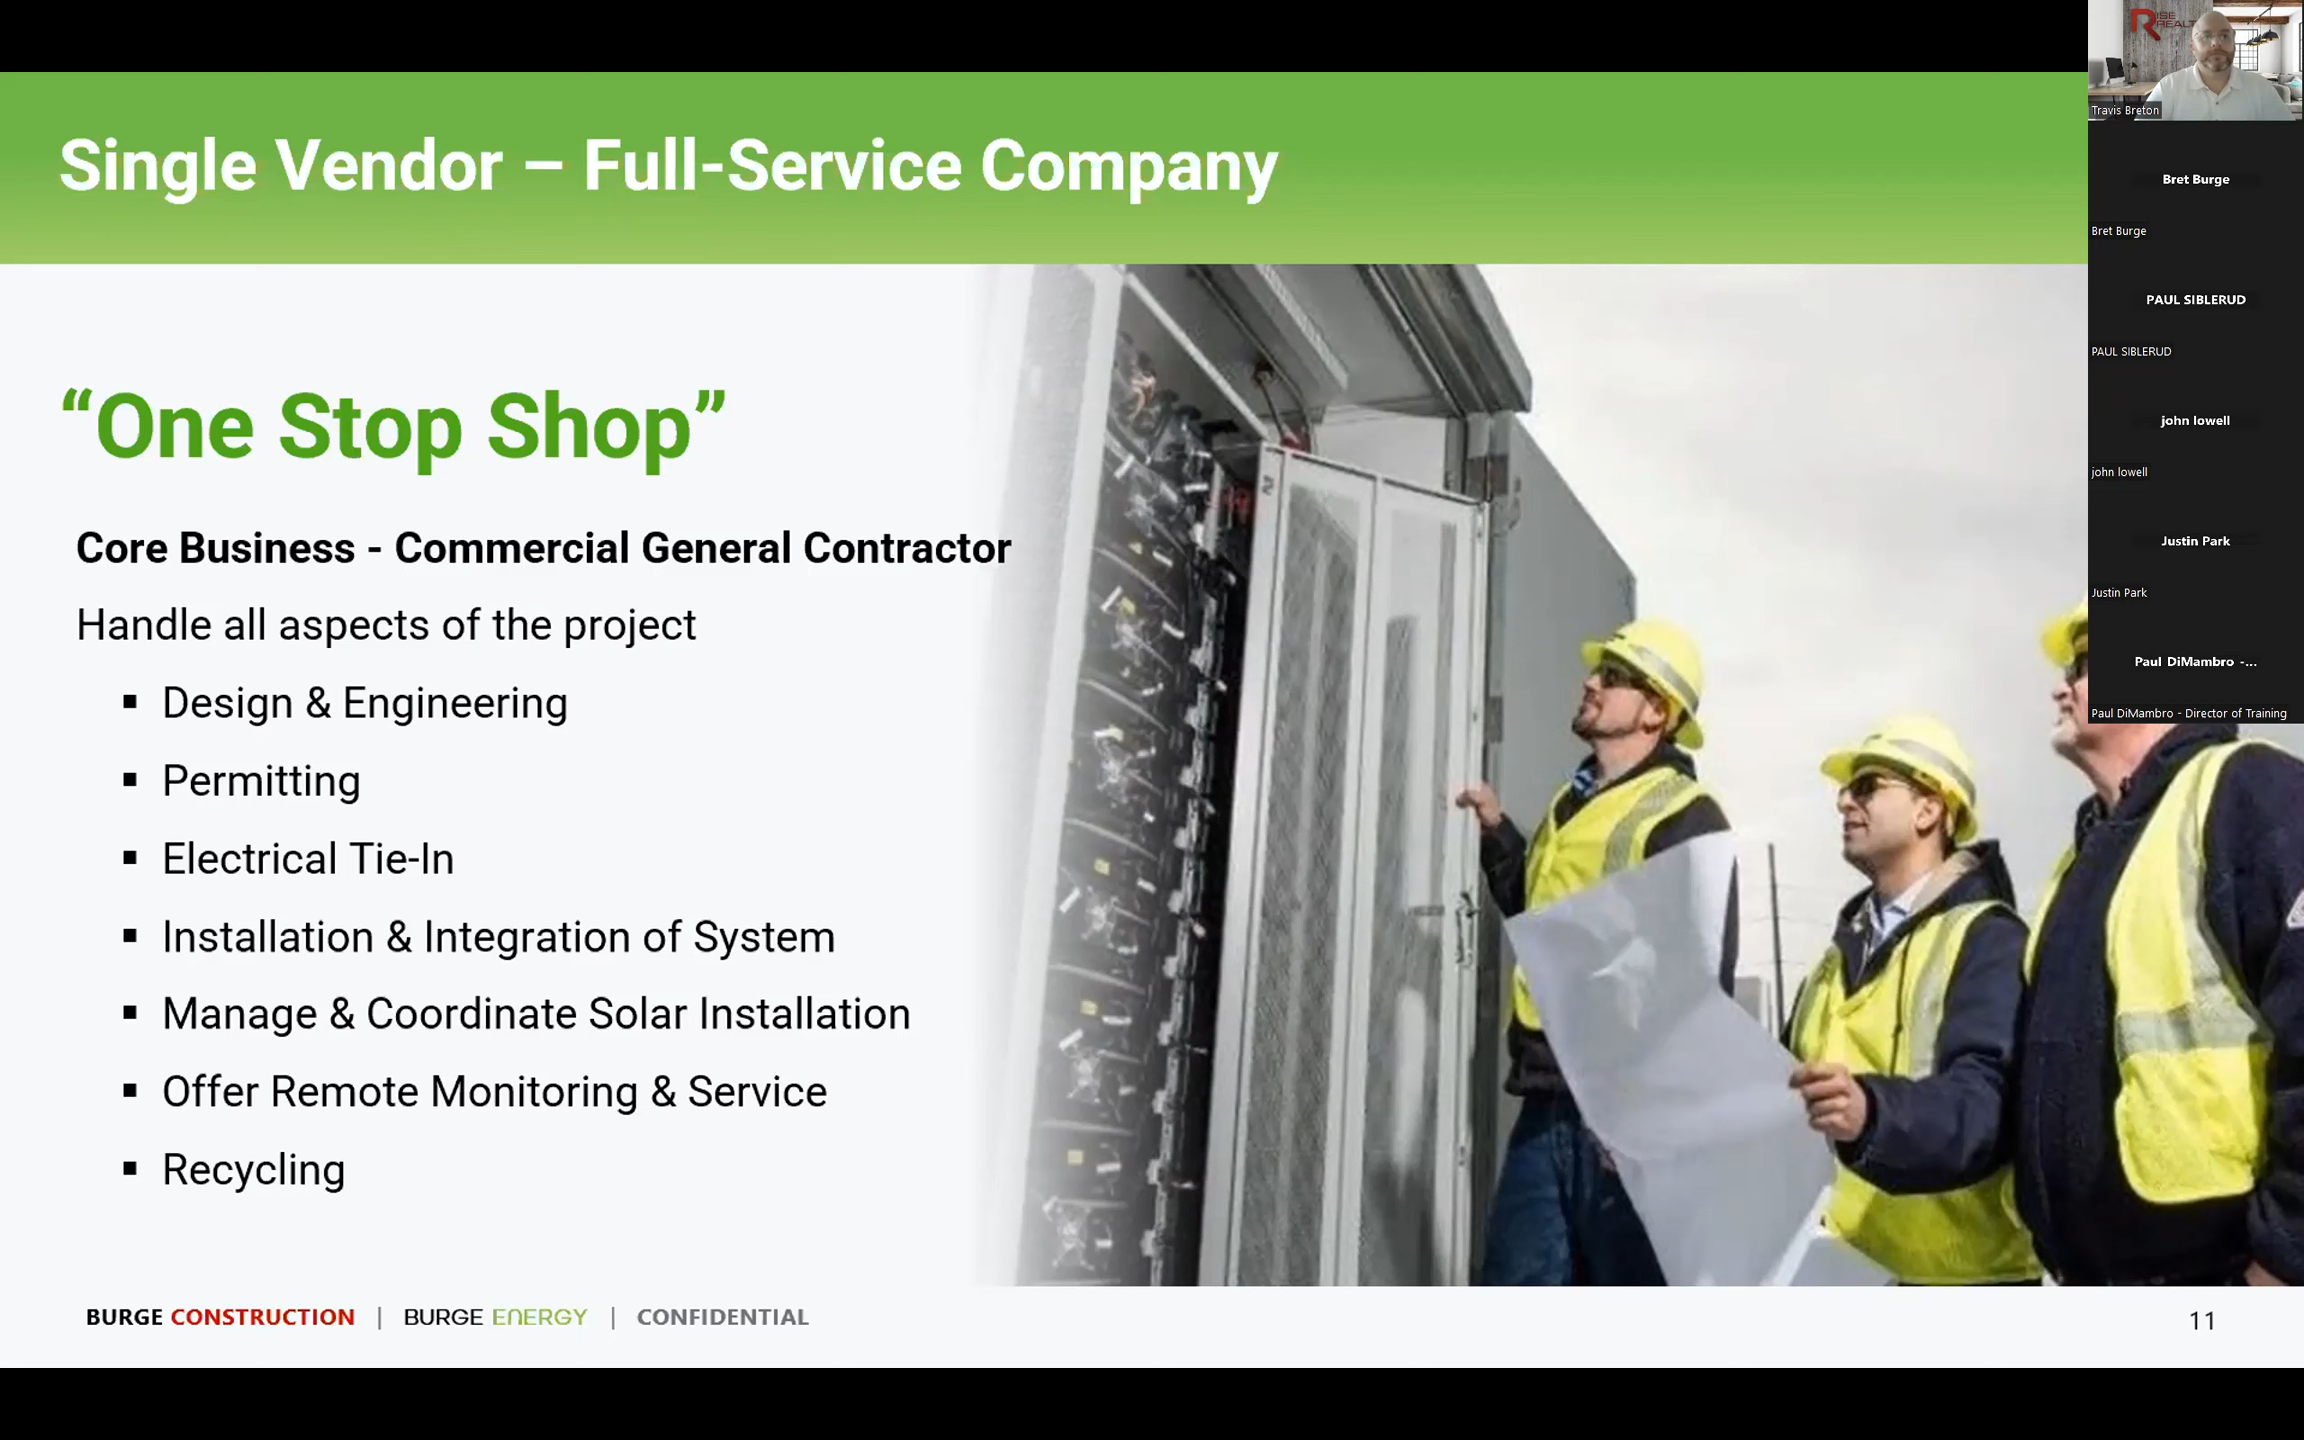 Single Vendor – Full-Service Company
“One Stop Shop”
Core Business - Commercial General Contractor
Handle all aspects of the project
▪ Design & Engineering
▪ Permitting
▪ Electrical Tie-In
▪ Installation & Integration of System
▪ Manage & Coordinate Solar Installation
▪ Offer Remote Monitoring & Service
▪ Recycling
BURGE CONSTRUCTION | BURGE ENERGY | CONFIDENTIAL
11
Travis Breton
Bret Burge
Bret Burge
PAUL SIBLERUD
PAUL SIBLERUD
john lowell
john lowell
Justin Park
Justin Park
Paul DiMambro -...
Paul DiMambro - Director of Training